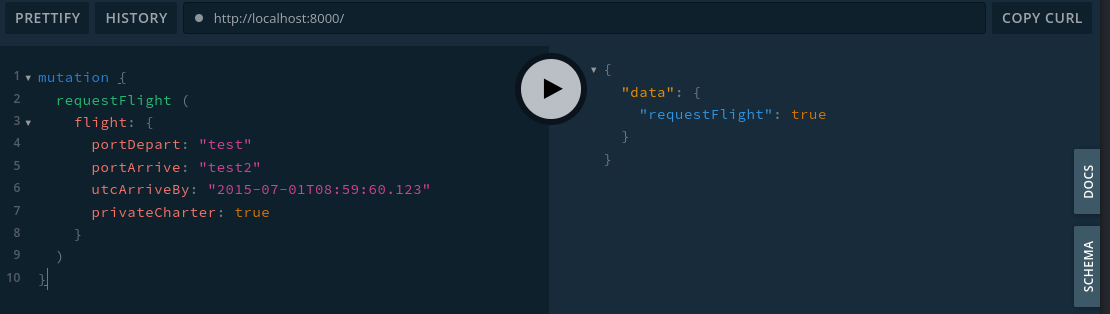 PRETTIFY HISTORY http://localhost:8000/ COPY CURL
1 mutation {
2 requestFlight (
3 flight: {
4 portDepart: "test"
5 portArrive: "test2"
6 utcArriveBy: "2015-07-01T08:59:60.123"
7 privateCharter: true
8 }
9 )
10 }
{
"data": {
"requestFlight": true
}
}
DOCS
SCHEMA